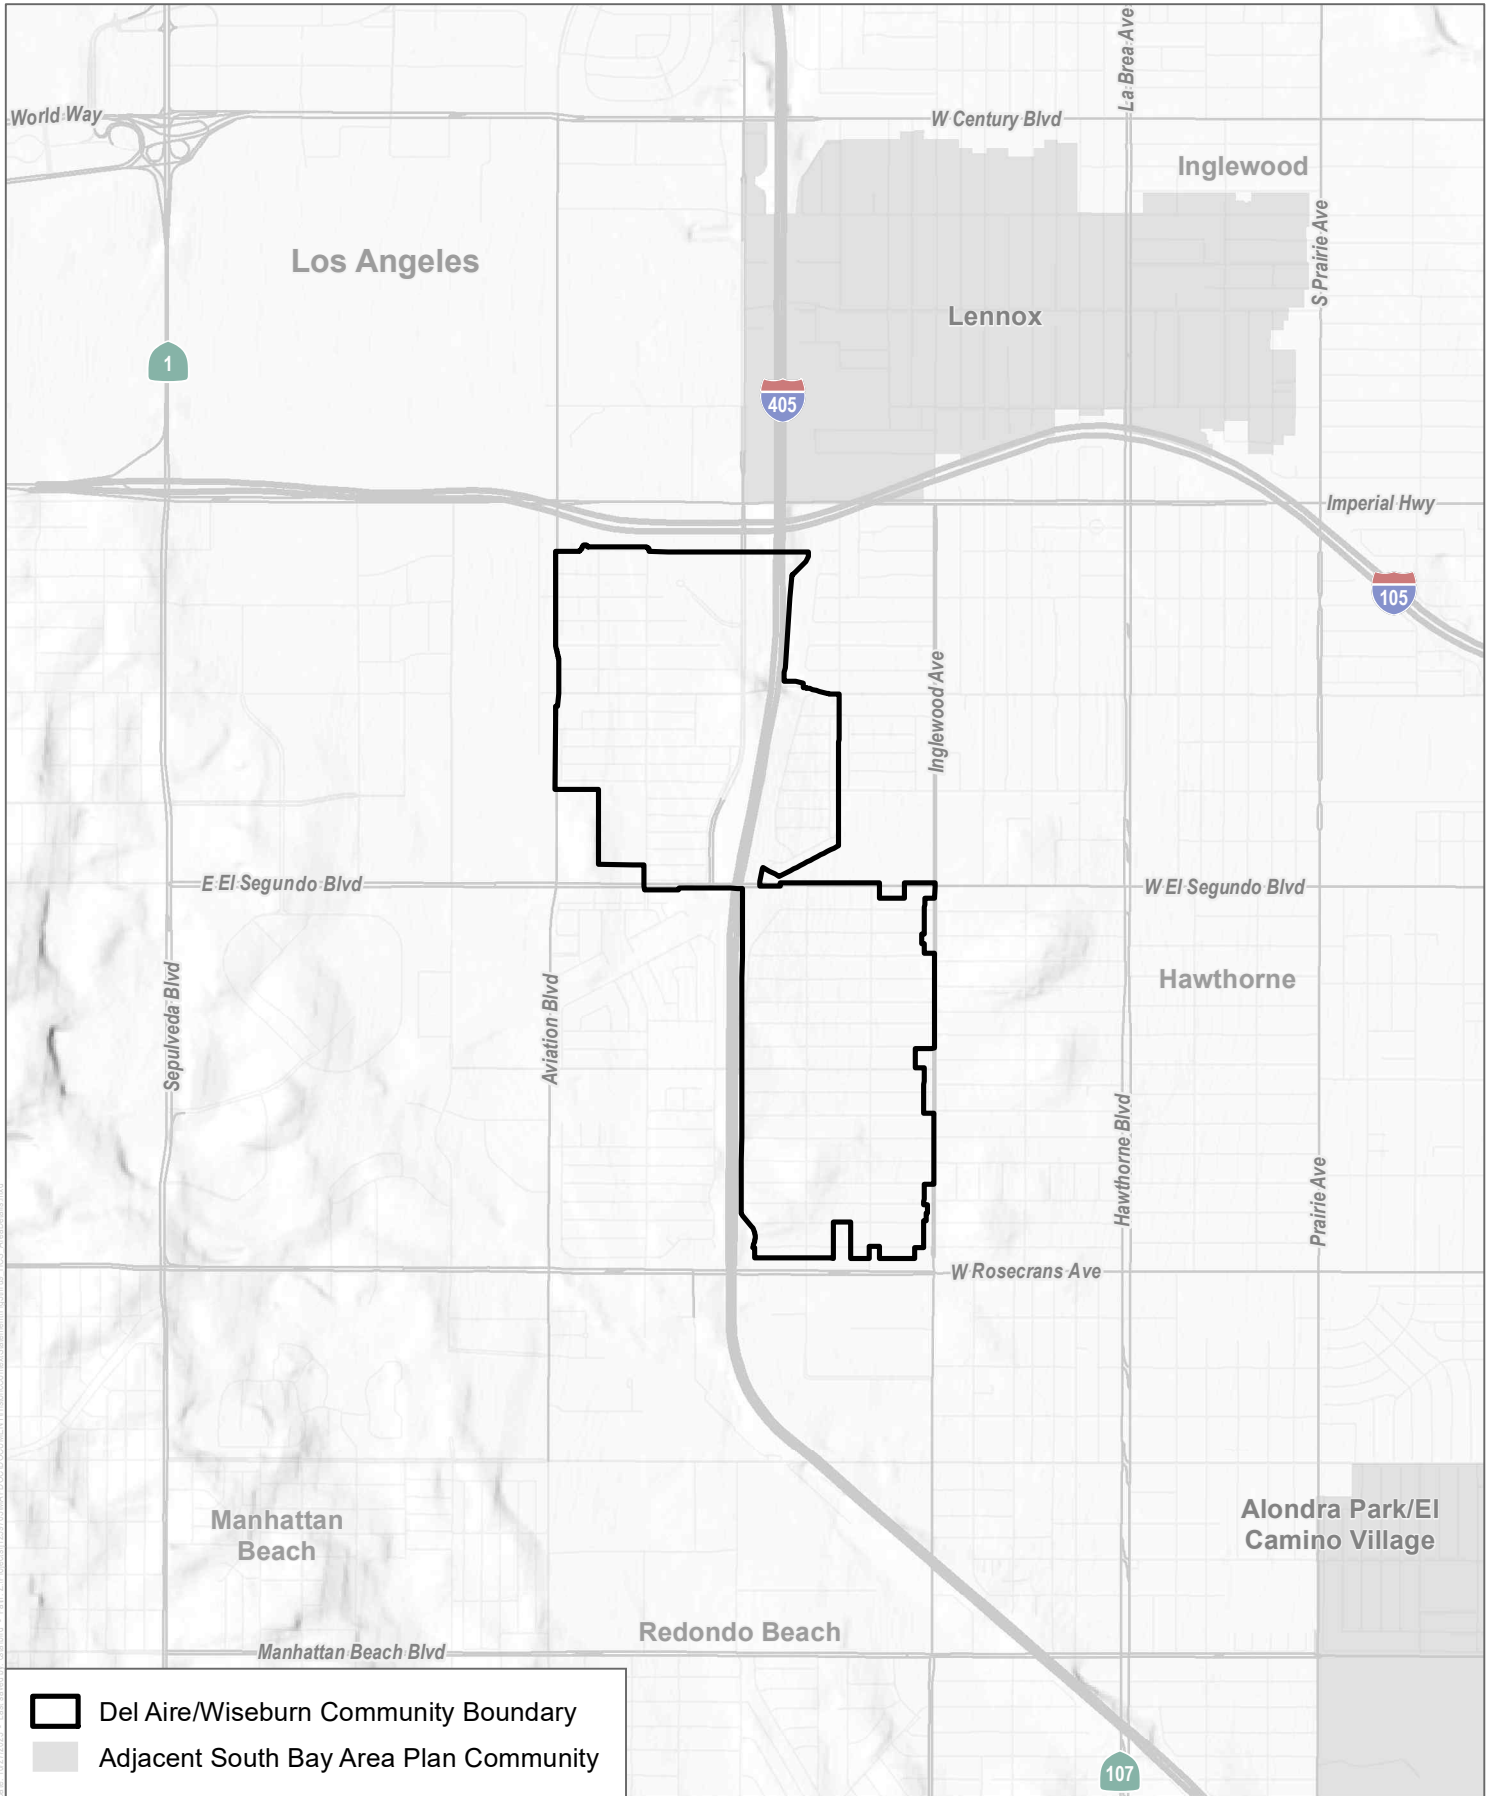 La Brea Ave
World Way
W Century Blvd
Inglewood
S Prairie Ave
Los Angeles
Lennox
1
405
Imperial Hwy
105
Inglewood Ave
E El Segundo Blvd
W El Segundo Blvd
Sepulveda Blvd
Aviation Blvd
Hawthorne
Hawthorne Blvd
Prairie Ave
W Rosecrans Ave
Manhattan
Beach
Alondra Park/El
Camino Village
Redondo Beach
Manhattan Beach Blvd
Del Aire/Wiseburn Community Boundary
Adjacent South Bay Area Plan Community
107